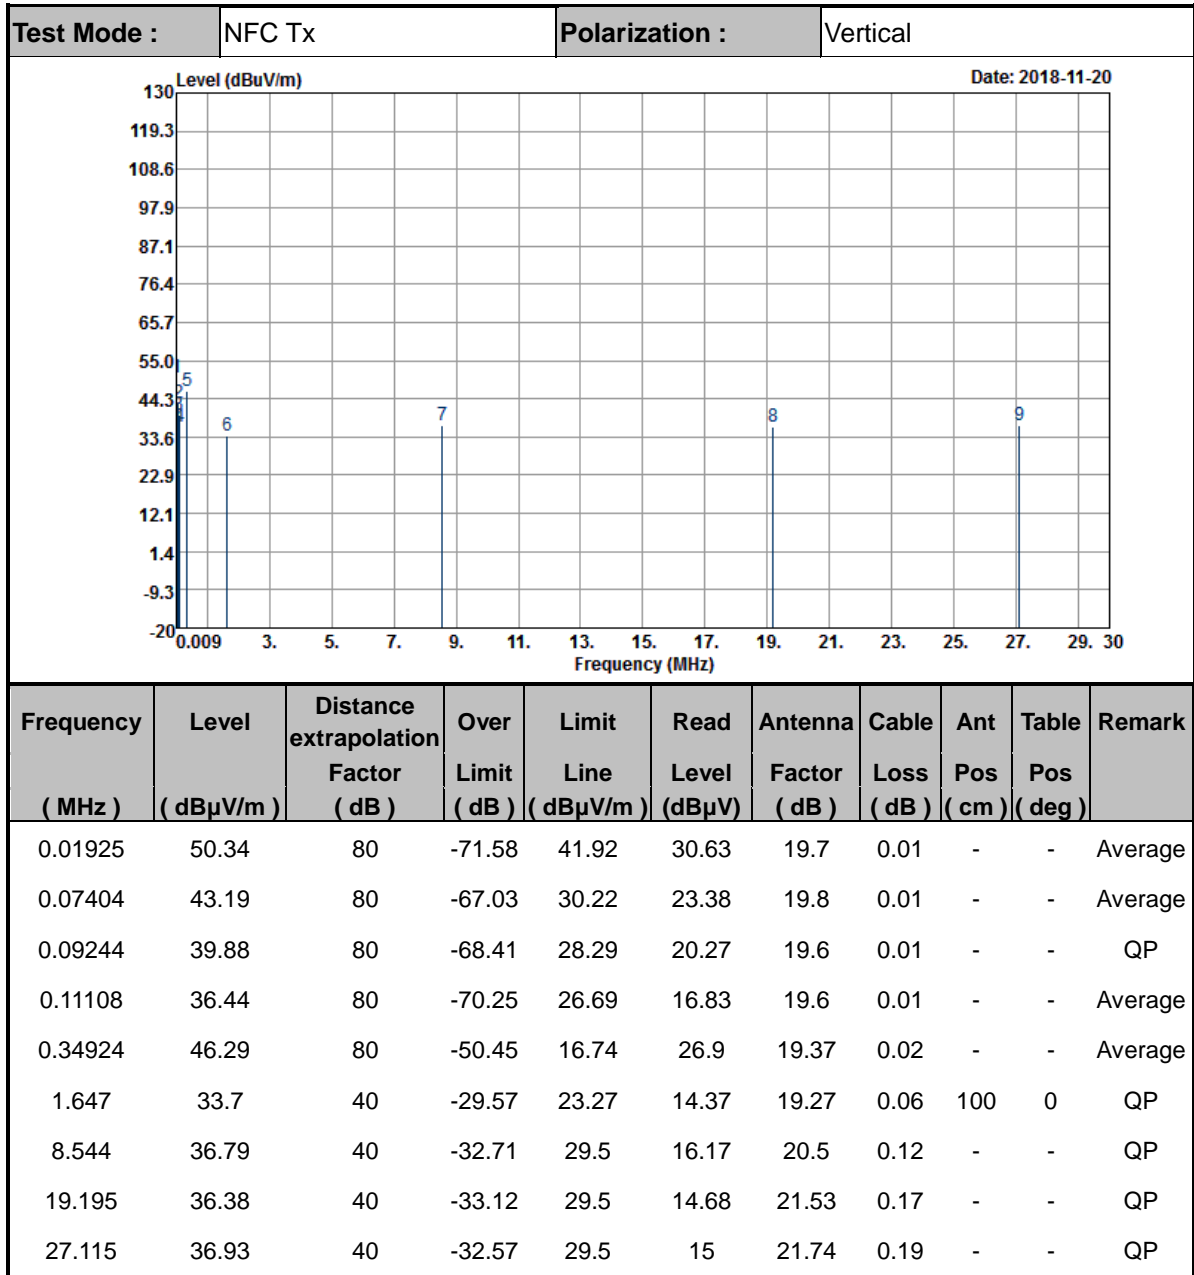 Test Mode : NFC Tx Polarization : Vertical
Level (dBuV/m) Date: 2018-11-20
130
119.3
108.6
97.9
87.1
76.4
65.7
55.0
44.3
33.6
22.9
12.1
1.4
-9.3
-20
5
6
7
8
9
0.009 3. 5. 7. 9. 11. 13. 15. 17. 19. 21. 23. 25. 27. 29. 30
Frequency (MHz)
Frequency Level Distance extrapolation Over Limit Read Antenna Cable Ant Table Remark
Factor Limit Line Level Factor Loss Pos Pos
( MHz ) ( dBµV/m ) ( dB ) ( dB ) ( dBµV/m ) (dBµV) ( dB ) ( dB ) ( cm ) ( deg )
0.01925 50.34 80 -71.58 41.92 30.63 19.7 0.01 - - Average
0.07404 43.19 80 -67.03 30.22 23.38 19.8 0.01 - - Average
0.09244 39.88 80 -68.41 28.29 20.27 19.6 0.01 - - QP
0.11108 36.44 80 -70.25 26.69 16.83 19.6 0.01 - - Average
0.34924 46.29 80 -50.45 16.74 26.9 19.37 0.02 - - Average
1.647 33.7 40 -29.57 23.27 14.37 19.27 0.06 100 0 QP
8.544 36.79 40 -32.71 29.5 16.17 20.5 0.12 - - QP
19.195 36.38 40 -33.12 29.5 14.68 21.53 0.17 - - QP
27.115 36.93 40 -32.57 29.5 15 21.74 0.19 - - QP